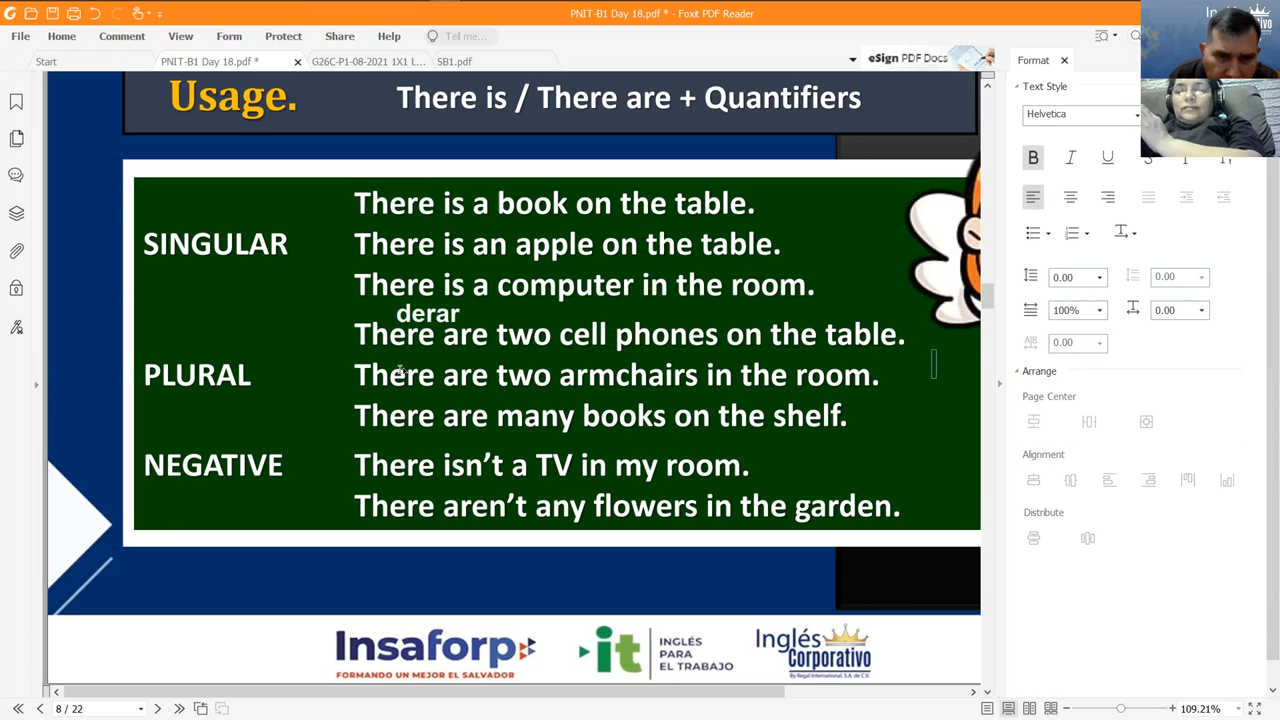 PNIT-B1 Day 18.pdf * - Foxit PDF Reader
File Home Comment View Form Protect Share Help Tell me...
Start PNIT-B1 Day 18.pdf * G26C-P1-08-2021 1X1 L... SB1.pdf eSign PDF Docs
Usage. There is / There are + Quantifiers
There is a book on the table.
SINGULAR There is an apple on the table.
There is a computer in the room.
derar
There are two cell phones on the table.
PLURAL There are two armchairs in the room.
There are many books on the shelf.
NEGATIVE There isn't a TV in my room.
There aren't any flowers in the garden.
Insaforp
FORMANDO UN MEJOR EL SALVADOR
it
INGLÉS
PARA
EL TRABAJO
Inglés
Corporativo
By Regal International, S.A. de C.V.
8 / 22
109.21%
Format
Text Style
Helvetica
B I U
0.00 0.00
100% 0.00
0.00
Arrange
Page Center
Alignment
Distribute